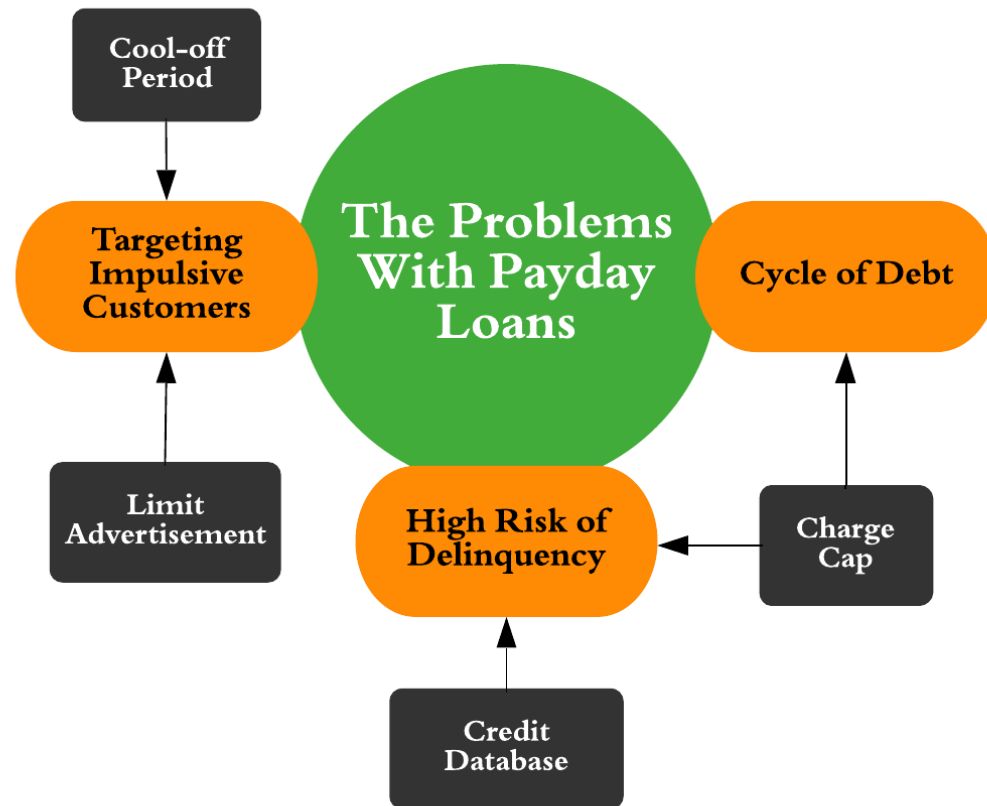 Cool-off
Period
The Problems
With Payday
Loans
Targeting
Impulsive
Customers
Cycle of Debt
Limit
Advertisement
High Risk of
Delinquency
Charge
Cap
Credit
Database